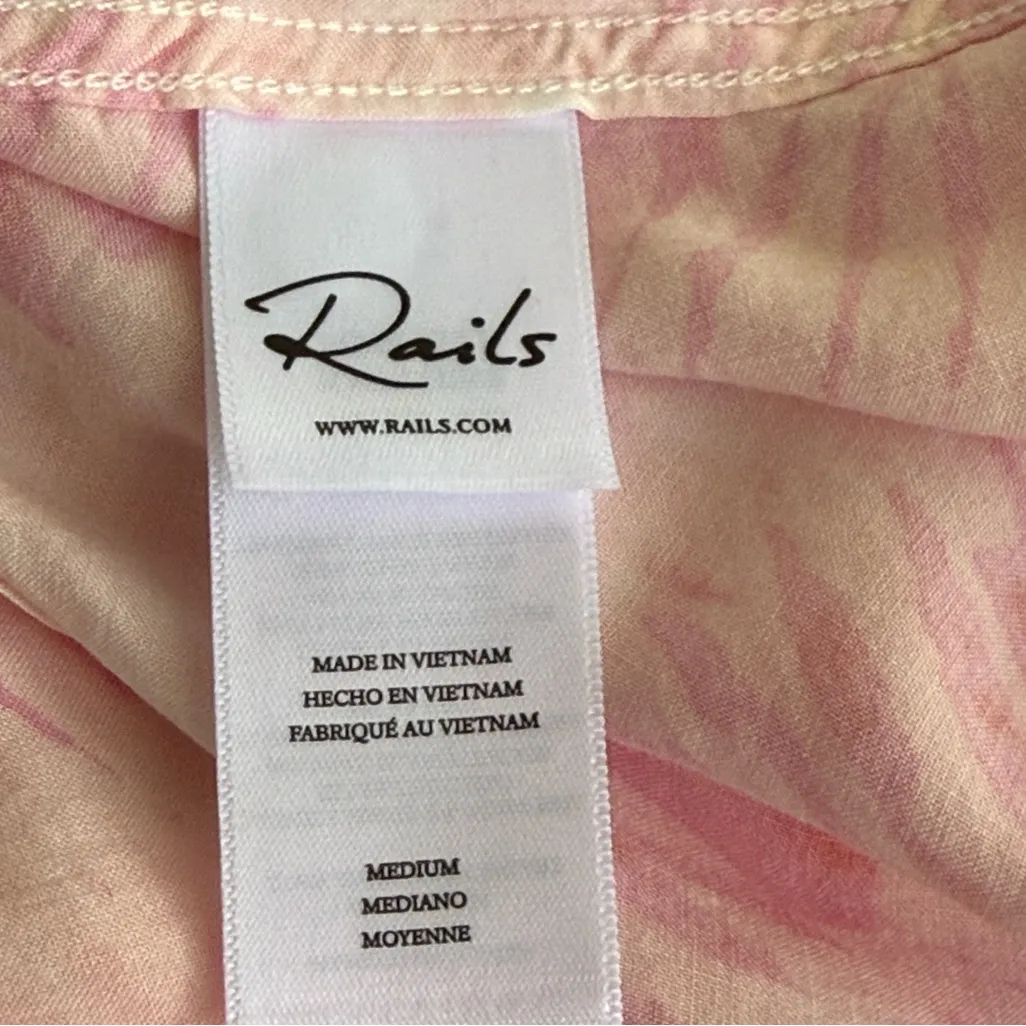 Rails
WWW.RAILS.COM
MADE IN VIETNAM
HECHO EN VIETNAM
FABRIQUÉ AU VIETNAM
MEDIUM
MEDIANO
MOYENNE